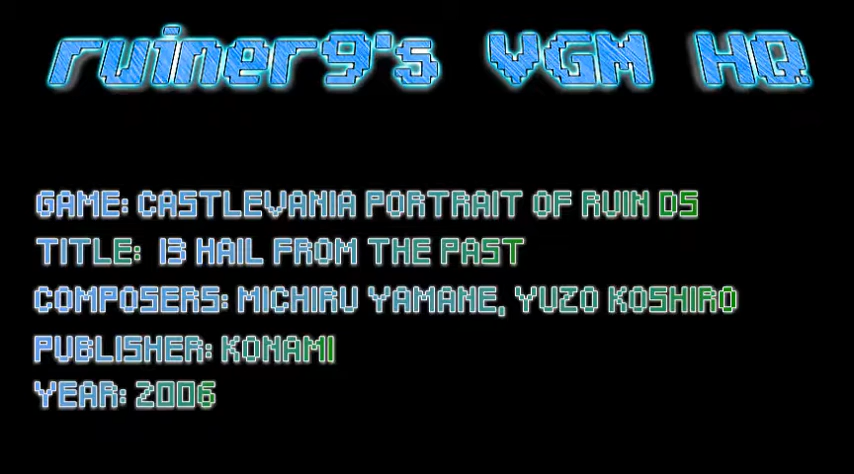 ruiner9's VGM HQ
GAME: CASTLEVANIA PORTRAIT OF RUIN DS
TITLE: 13 HAIL FROM THE PAST
COMPOSERS: MICHIRU YAMANE, YUZO KOSHIRO
PUBLISHER: KONAMI
YEAR: 2006